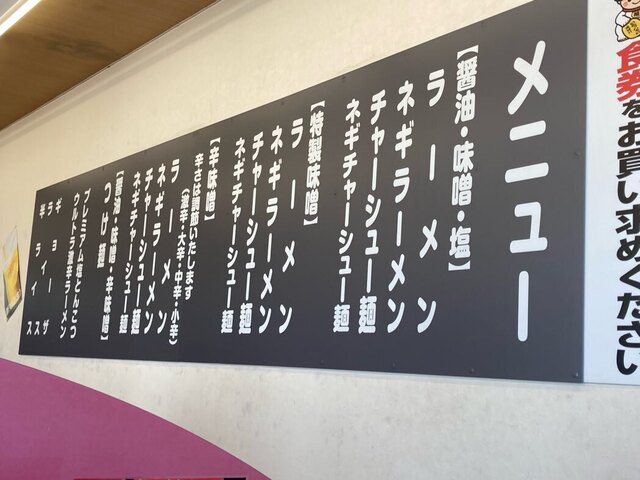 食券をお買い求めください
メニュー
【醤油・味噌・塩】
ラーメン
ネギラーメン
チャーシュー麺
ネギチャーシュー麺
【特製味噌】
ラーメン
ネギラーメン
チャーシュー麺
ネギチャーシュー麺
【辛味噌】
辛さは調節いたします
(激辛・大辛・中辛・小辛)
ラーメン
ネギラーメン
チャーシュー麺
ネギチャーシュー麺
【醤油・味噌・辛味噌】
つけ麺
プレミアム塩とんこつ
ウルトラ激辛ラーメン
ギョーザ
ライス
半ライス